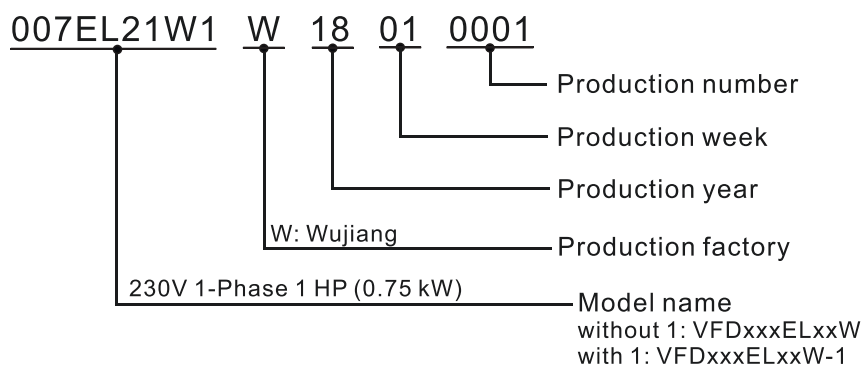 007EL21W1 W 18 01 0001
Production number
Production week
Production year
W: Wujiang
Production factory
230V 1-Phase 1 HP (0.75 kW)
Model name
without 1: VFDxxxELxxW
with 1: VFDxxxELxxW-1